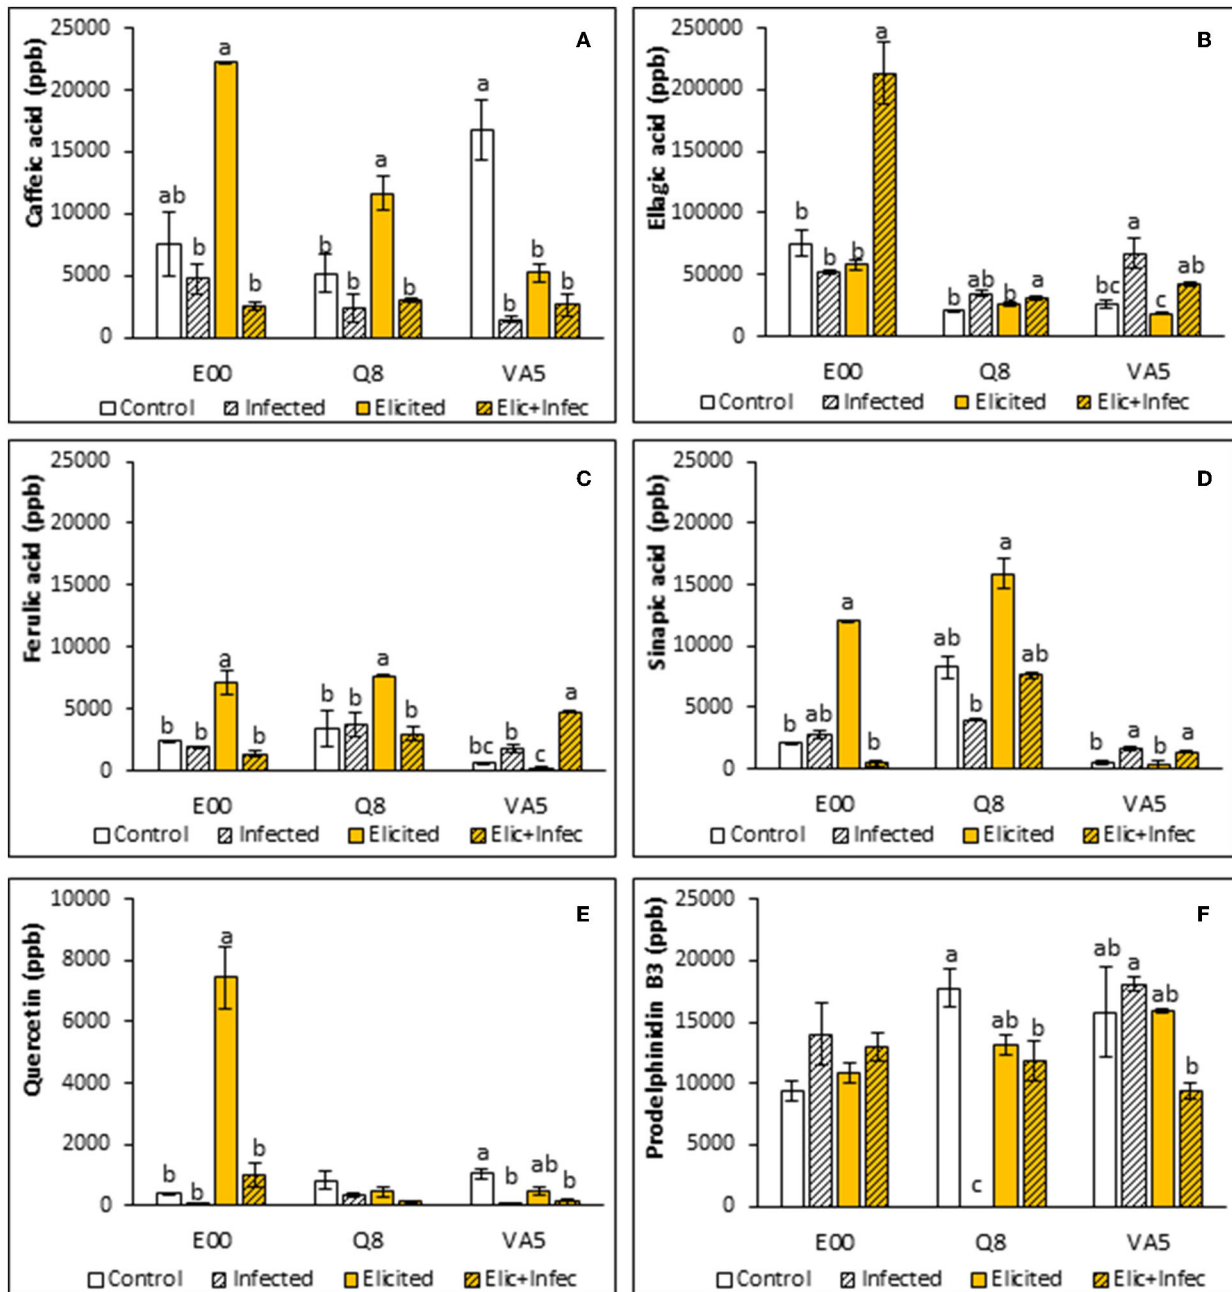 A
Caffeic acid (ppb)
25000
20000
15000
10000
5000
0
ab b a b
b b a b
a b b b
E00 Q8 VA5
Control Infected Elicited Elic+Infec
B
Ellagic acid (ppb)
250000
200000
150000
100000
50000
0
b b b a
b ab b a
bc a c ab
E00 Q8 VA5
Control Infected Elicited Elic+Infec
C
Ferulic acid (ppb)
25000
20000
15000
10000
5000
0
b b a b
b b a b
bc b c a
E00 Q8 VA5
Control Infected Elicited Elic+Infec
D
Sinapic acid (ppb)
25000
20000
15000
10000
5000
0
b ab a b
ab b a ab
b a b a
E00 Q8 VA5
Control Infected Elicited Elic+Infec
E
Quercetin (ppb)
10000
8000
6000
4000
2000
0
b b a b
a b ab b
E00 Q8 VA5
Control Infected Elicited Elic+Infec
F
Prodelphinidin B3 (ppb)
25000
20000
15000
10000
5000
0
a c ab b
ab a ab b
E00 Q8 VA5
Control Infected Elicited Elic+Infec